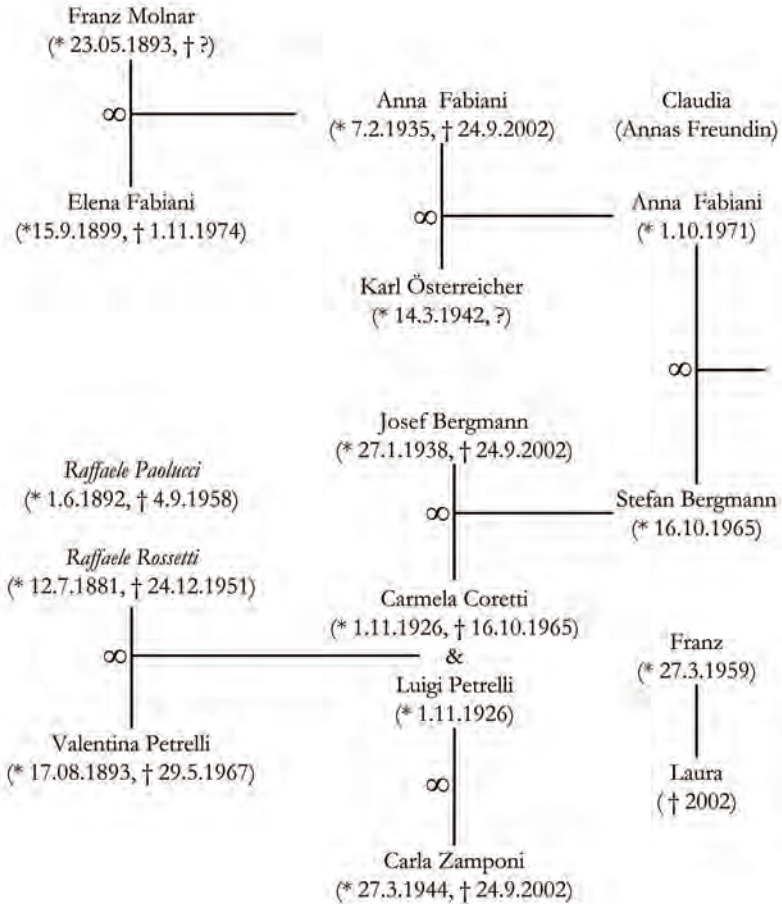 Franz Molnar
(* 23.05.1893, † ?)
∞
Elena Fabiani
(*15.9.1899, † 1.11.1974)
Anna Fabiani
(* 7.2.1935, † 24.9.2002)
∞
Karl Österreicher
(* 14.3.1942, ?)
Claudia
(Annas Freundin)
Anna Fabiani
(* 1.10.1971)
∞
Stefan Bergmann
(* 16.10.1965)
Josef Bergmann
(* 27.1.1938, † 24.9.2002)
∞
Carmela Coretti
(* 1.11.1926, † 16.10.1965)
&
Luigi Petrelli
(* 1.11.1926)
∞
Carla Zamponi
(* 27.3.1944, † 24.9.2002)
Raffaele Paolucci
(* 1.6.1892, † 4.9.1958)
Raffaele Rossetti
(* 12.7.1881, † 24.12.1951)
∞
Valentina Petrelli
(* 17.08.1893, † 29.5.1967)
Franz
(* 27.3.1959)
Laura
( † 2002)